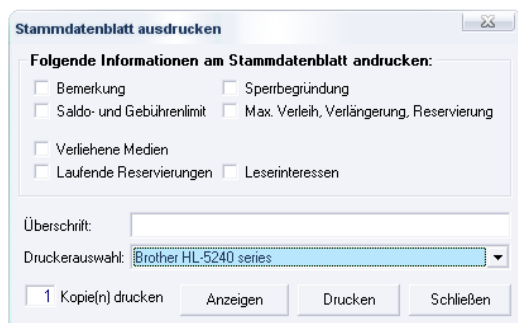 Stammdatenblatt ausdrucken
Folgende Informationen am Stammdatenblatt andrucken:
Bemerkung Sperrbegründung
Saldo- und Gebührenlimit Max. Verleih, Verlängerung, Reservierung
Verliehene Medien
Laufende Reservierungen Leserinteressen
Überschrift:
Druckerauswahl: Brother HL-5240 series
1 Kopie(n) drucken Anzeigen Drucken Schließen